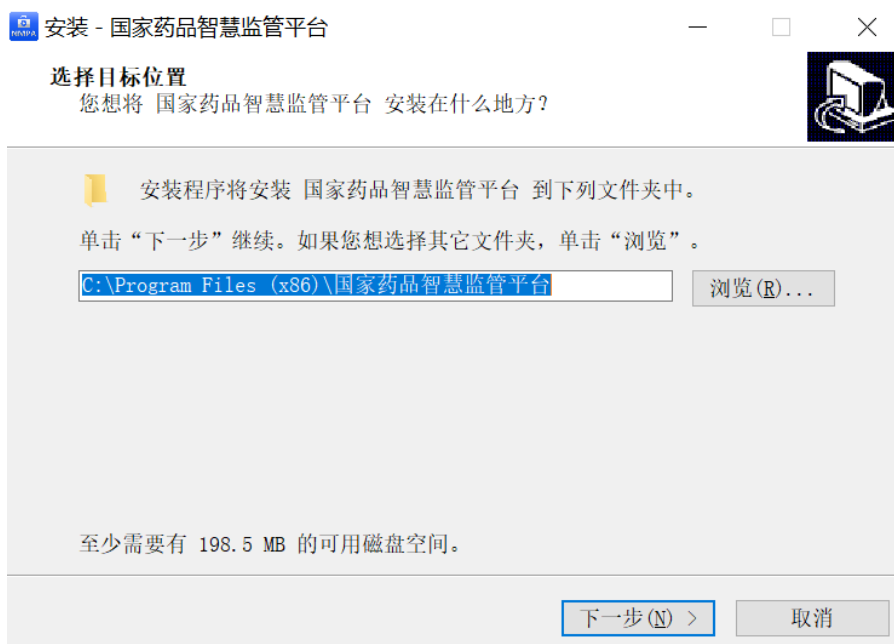 NMPA 安装 - 国家药品智慧监管平台
选择目标位置
您想将 国家药品智慧监管平台 安装在什么地方?
安装程序将安装 国家药品智慧监管平台 到下列文件夹中。
单击“下一步”继续。如果您想选择其它文件夹，单击“浏览”。
C:\Program Files (x86)\国家药品智慧监管平台 浏览(R)...
至少需要有 198.5 MB 的可用磁盘空间。
下一步(N) > 取消